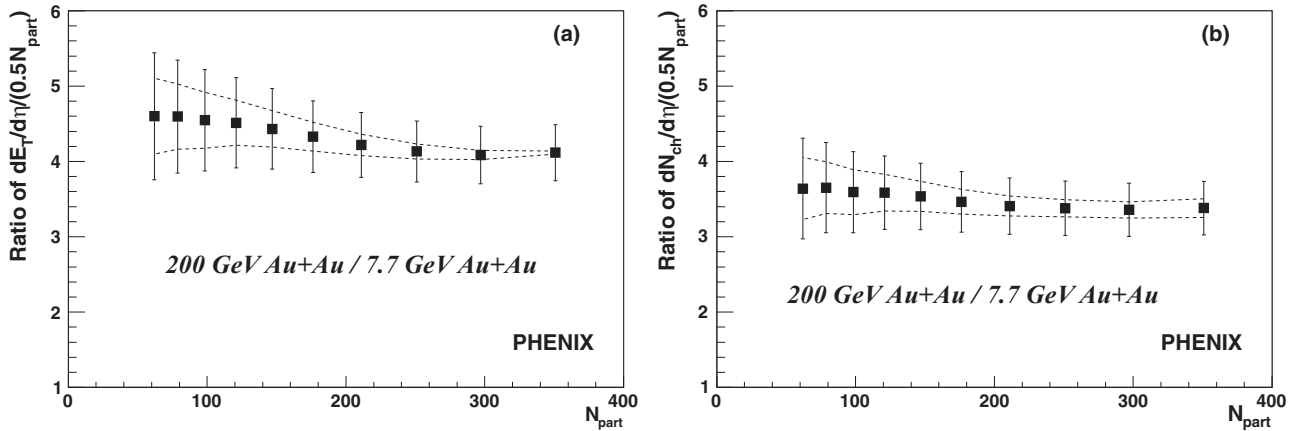 Ratio of dE_T/dη/(0.5N_part)
6
5
4
3
2
1
(a)
200 GeV Au+Au / 7.7 GeV Au+Au
PHENIX
0
100
200
300
400
N_part
Ratio of dN_ch/dη/(0.5N_part)
6
5
4
3
2
1
(b)
200 GeV Au+Au / 7.7 GeV Au+Au
PHENIX
0
100
200
300
400
N_part